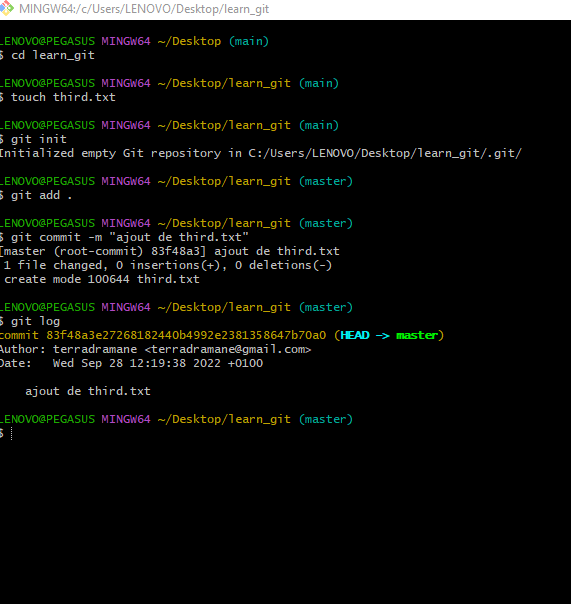 MINGW64:/c/Users/LENOVO/Desktop/learn_git
LENOVO@PEGASUS MINGW64 ~/Desktop (main)
$ cd learn_git
LENOVO@PEGASUS MINGW64 ~/Desktop/learn_git (main)
$ touch third.txt
LENOVO@PEGASUS MINGW64 ~/Desktop/learn_git (main)
$ git init
Initialized empty Git repository in C:/Users/LENOVO/Desktop/learn_git/.git/
LENOVO@PEGASUS MINGW64 ~/Desktop/learn_git (master)
$ git add .
LENOVO@PEGASUS MINGW64 ~/Desktop/learn_git (master)
$ git commit -m "ajout de third.txt"
[master (root-commit) 83f48a3] ajout de third.txt
1 file changed, 0 insertions(+), 0 deletions(-)
create mode 100644 third.txt
LENOVO@PEGASUS MINGW64 ~/Desktop/learn_git (master)
$ git log
commit 83f48a3e27268182440b4992e2381358647b70a0 (HEAD -> master)
Author: terradramane <terradramane@gmail.com>
Date:   Wed Sep 28 12:19:38 2022 +0100
ajout de third.txt
LENOVO@PEGASUS MINGW64 ~/Desktop/learn_git (master)
$